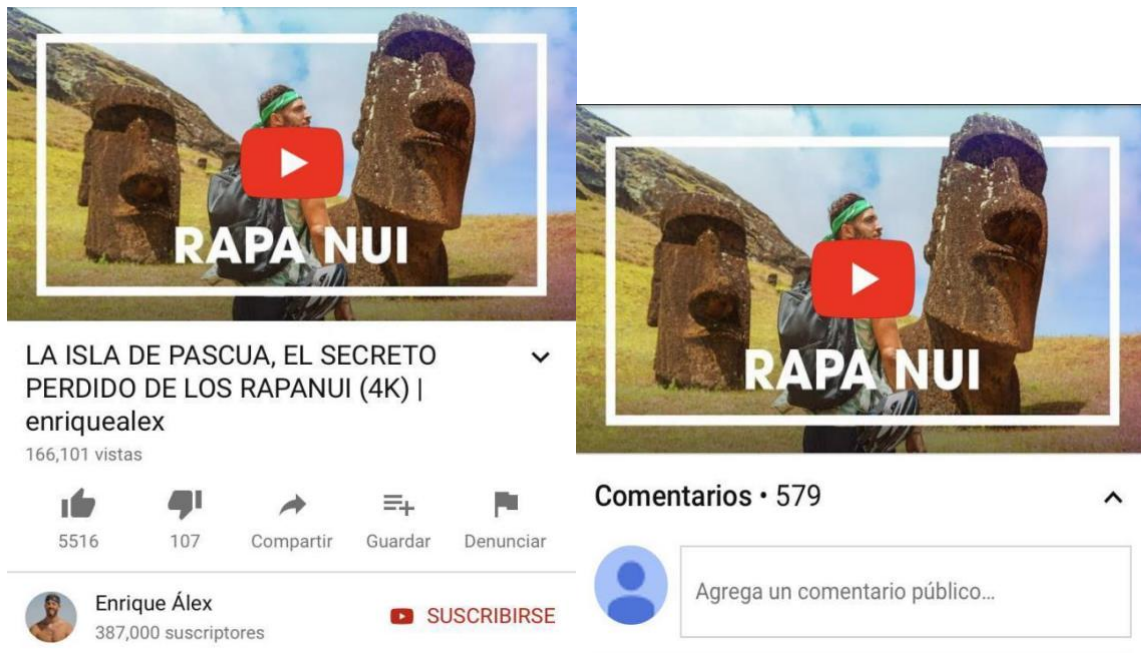 RAPA NUI
LA ISLA DE PASCUA, EL SECRETO
PERDIDO DE LOS RAPANUI (4K) |
enriquealex
166,101 vistas
5516
107
Compartir
Guardar
Denunciar
Enrique Álex
387,000 suscriptores
SUSCRIBIRSE
RAPA NUI
Comentarios • 579
Agrega un comentario público...